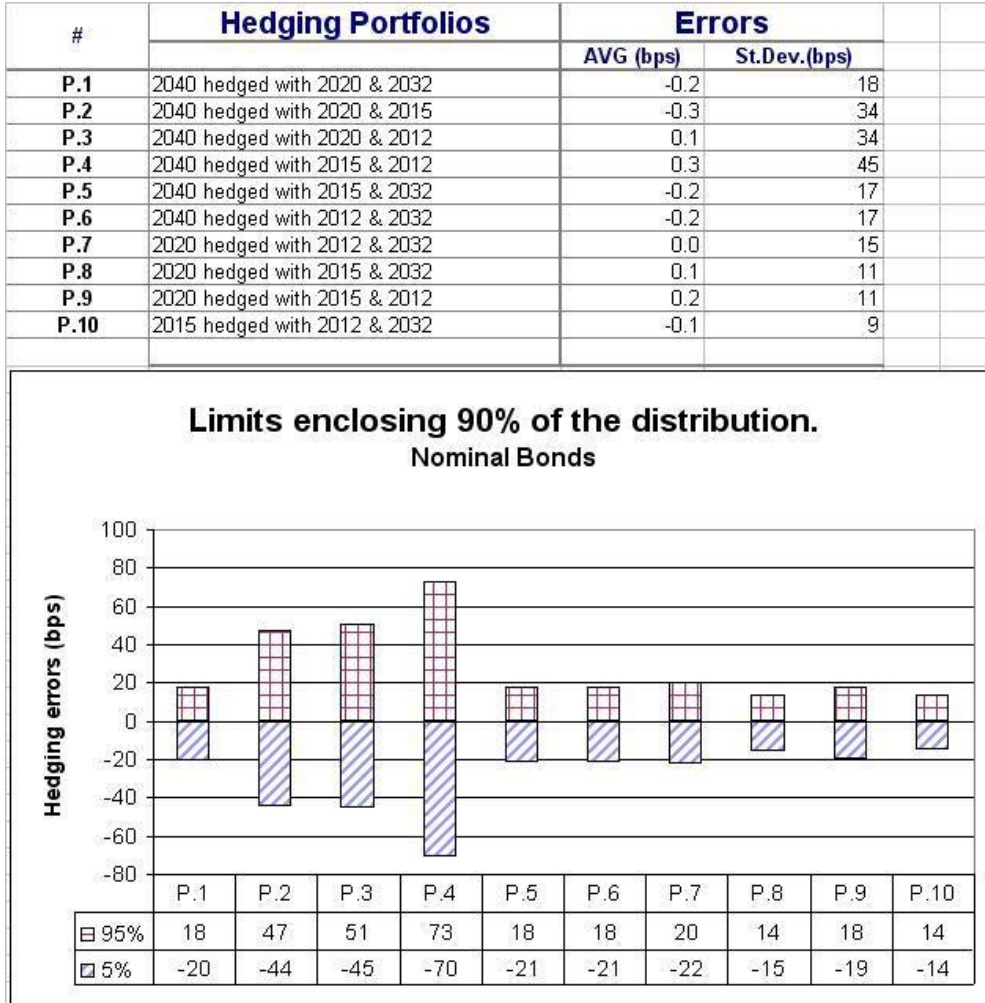 # Hedging Portfolios Errors
AVG (bps) St.Dev.(bps)
P.1 2040 hedged with 2020 & 2032 -0.2 18
P.2 2040 hedged with 2020 & 2015 -0.3 34
P.3 2040 hedged with 2020 & 2012 0.1 34
P.4 2040 hedged with 2015 & 2012 0.3 45
P.5 2040 hedged with 2015 & 2032 -0.2 17
P.6 2040 hedged with 2012 & 2032 -0.2 17
P.7 2020 hedged with 2012 & 2032 0.0 15
P.8 2020 hedged with 2015 & 2032 0.1 11
P.9 2020 hedged with 2015 & 2012 0.2 11
P.10 2015 hedged with 2012 & 2032 -0.1 9
Limits enclosing 90% of the distribution.
Nominal Bonds
Hedging errors (bps)
100
80
60
40
20
0
-20
-40
-60
-80
P.1 P.2 P.3 P.4 P.5 P.6 P.7 P.8 P.9 P.10
95% 18 47 51 73 18 18 20 14 18 14
5% -20 -44 -45 -70 -21 -21 -22 -15 -19 -14